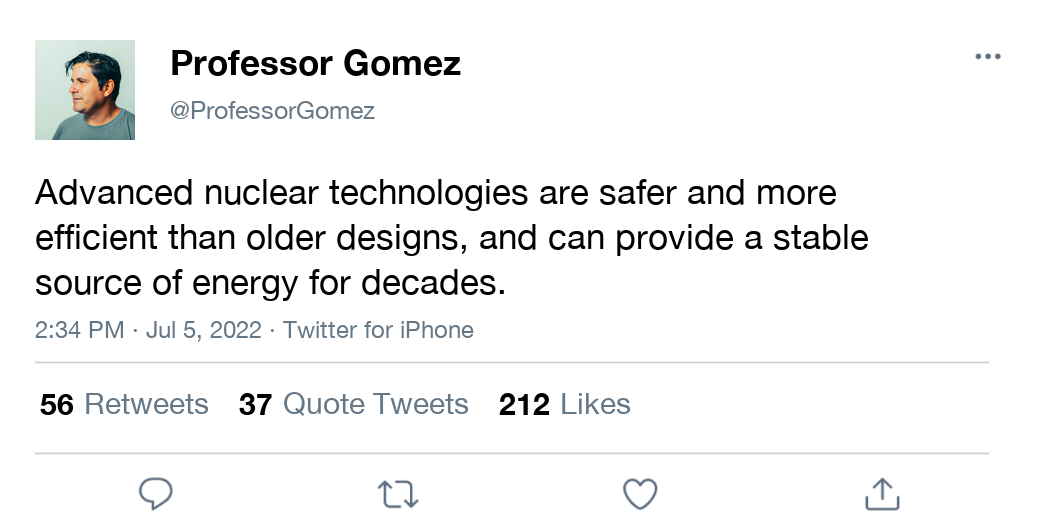 Professor Gomez
@ProfessorGomez
Advanced nuclear technologies are safer and more
efficient than older designs, and can provide a stable
source of energy for decades.
2:34 PM · Jul 5, 2022 · Twitter for iPhone
56 Retweets 37 Quote Tweets 212 Likes